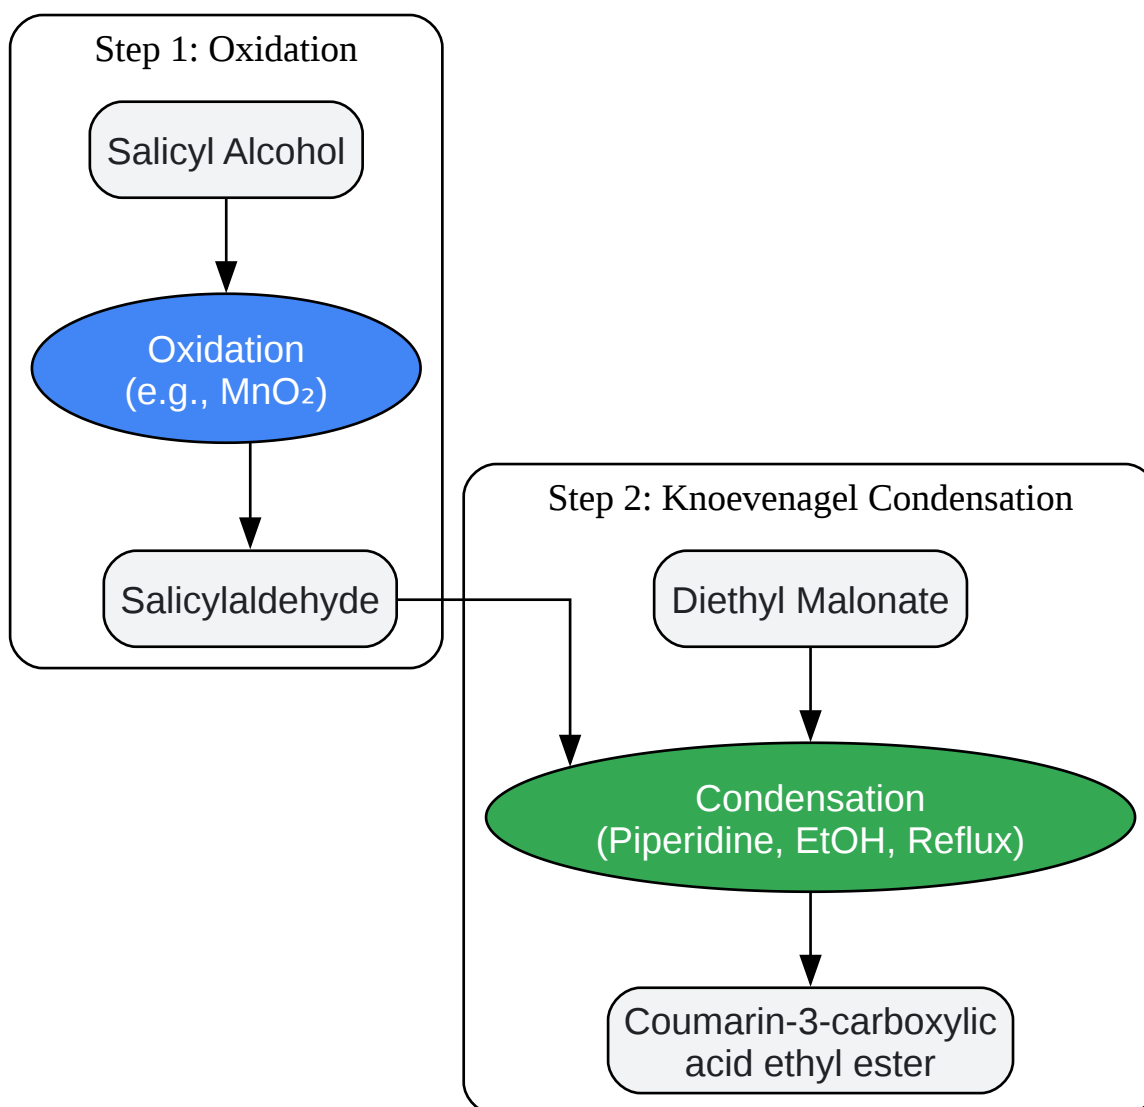 Step 1: Oxidation
Salicyl Alcohol
Oxidation
(e.g., MnO₂)
Salicylaldehyde
Step 2: Knoevenagel Condensation
Diethyl Malonate
Condensation
(Piperidine, EtOH, Reflux)
Coumarin-3-carboxylic
acid ethyl ester